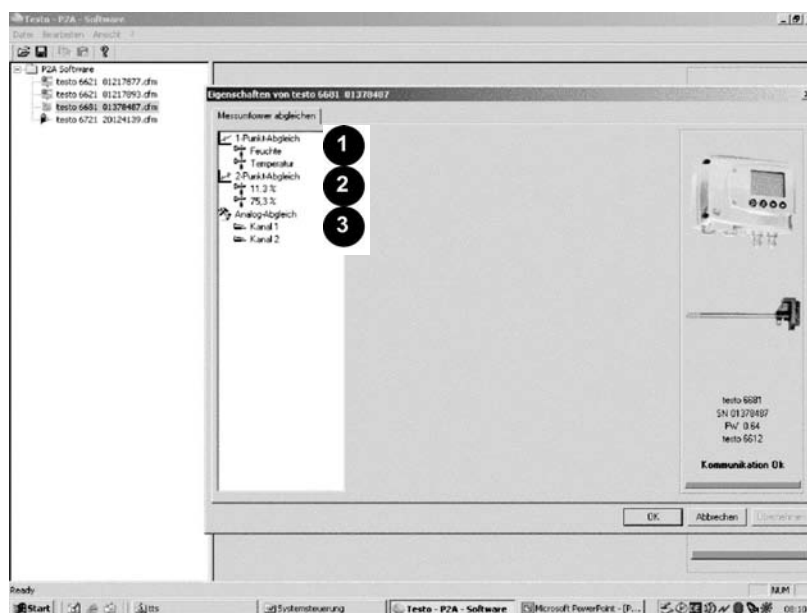 Testo - P2A - Software
Datei Bearbeiten Ansicht ?
P2A Software
testo 6621 01217877.cfm
testo 6621 01217893.cfm
testo 6681 01378487.cfm
testo 6721 20124139.cfm
Eigenschaften von testo 6681 01378487
Messumformer abgleichen
1-Punkt-Abgleich
1
Feuchte
Temperatur
2-Punkt-Abgleich
2
11,3 %
75,3 %
Analog-Abgleich
3
Kanal 1
Kanal 2
testo 6681
SN 01378487
FW 0.64
testo 6612
Kommunikation Ok
OK Abbrechen Übernehmen
Ready NUM
Start tts Systemsteuerung Testo - P2A - Software Microsoft PowerPoint - [P...